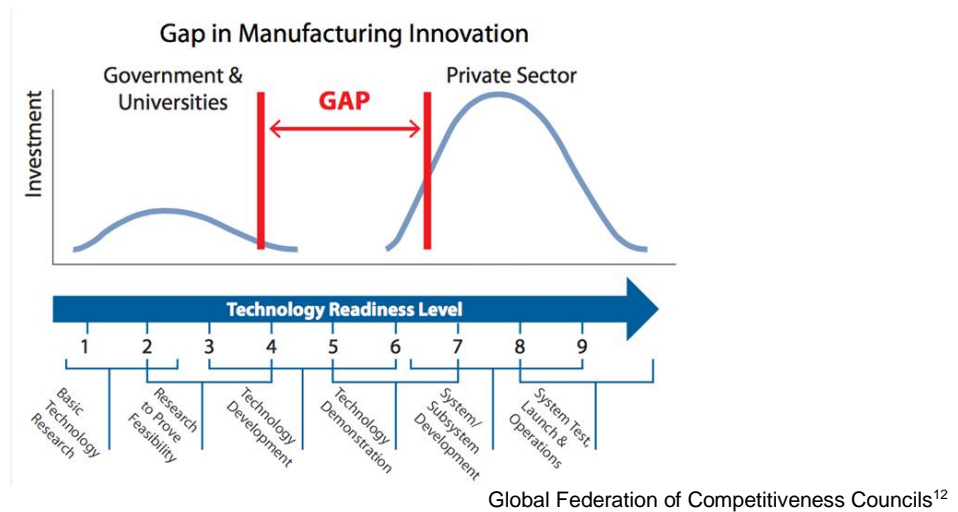 Gap in Manufacturing Innovation
Government &
Universities
GAP
Private Sector
Investment
Technology Readiness Level
1 2 3 4 5 6 7 8 9
Basic
Technology
Research
Research
to Prove
Feasibility
Technology
Development
Technology
Demonstration
System/
Subsystem
Development
System Test,
Launch &
Operations
Global Federation of Competitiveness Councils12